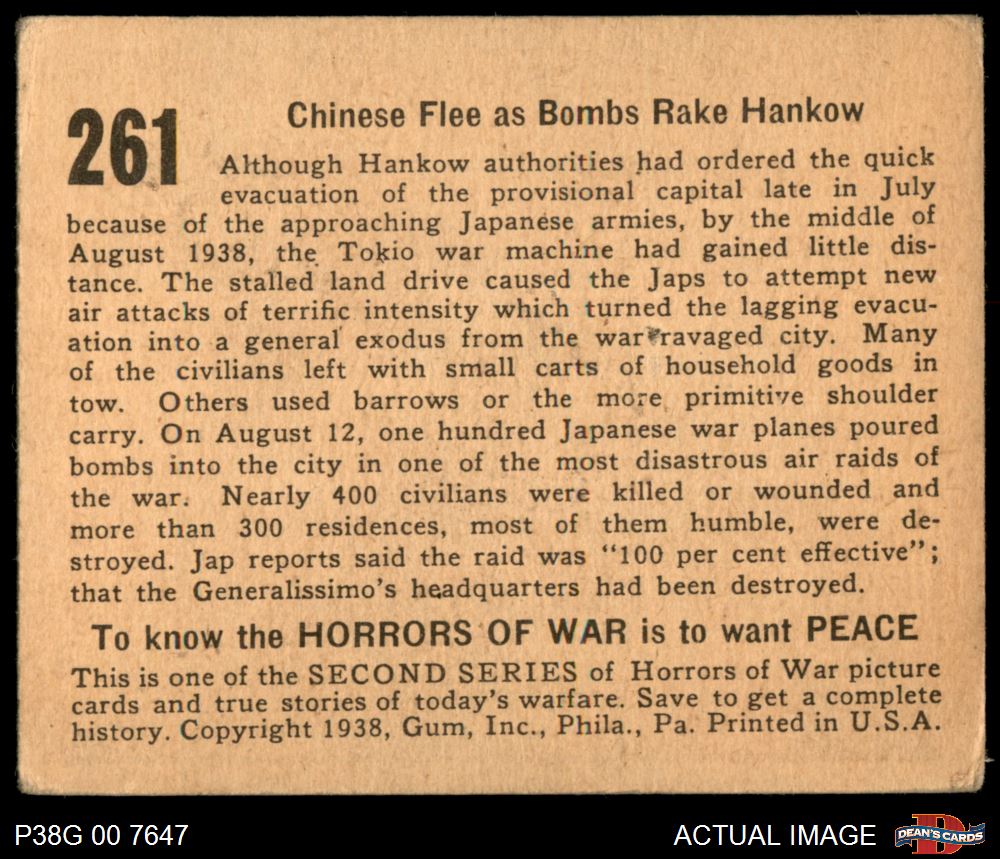 261
Chinese Flee as Bombs Rake Hankow
Although Hankow authorities had ordered the quick
evacuation of the provisional capital late in July
because of the approaching Japanese armies, by the middle of
August 1938, the Tokio war machine had gained little dis-
tance. The stalled land drive caused the Japs to attempt new
air attacks of terrific intensity which turned the lagging evacu-
ation into a general exodus from the war-ravaged city. Many
of the civilians left with small carts of household goods in
tow. Others used barrows or the more primitive shoulder
carry. On August 12, one hundred Japanese war planes poured
bombs into the city in one of the most disastrous air raids of
the war. Nearly 400 civilians were killed or wounded and
more than 300 residences, most of them humble, were de-
stroyed. Jap reports said the raid was "100 per cent effective";
that the Generalissimo's headquarters had been destroyed.
To know the HORRORS OF WAR is to want PEACE
This is one of the SECOND SERIES of Horrors of War picture
cards and true stories of today's warfare. Save to get a complete
history. Copyright 1938, Gum, Inc., Phila., Pa. Printed in U.S.A.
P38G 00 7647
ACTUAL IMAGE
DEAN'S CARDS